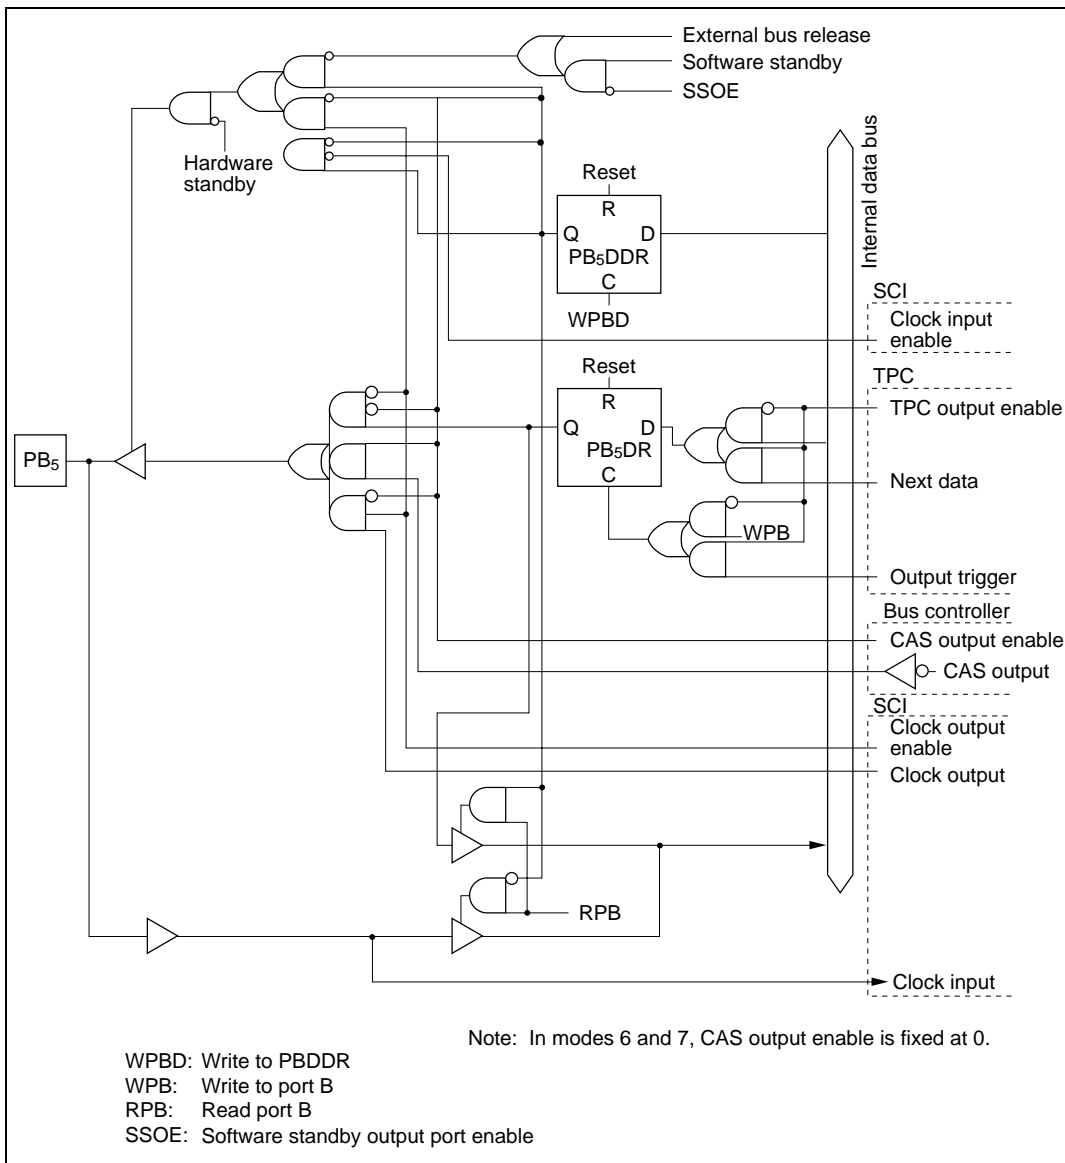 External bus release
Software standby
SSOE
Hardware
standby
Internal data bus
Reset
R
Q D
PB5DDR
C
WPBD
SCI
Clock input
enable
TPC
Reset
R
Q D
PB5DR
C
TPC output enable
PB5
Next data
WPB
Output trigger
Bus controller
CAS output enable
CAS output
SCI
Clock output
enable
Clock output
RPB
Clock input
Note: In modes 6 and 7, CAS output enable is fixed at 0.
WPBD: Write to PBDDR
WPB: Write to port B
RPB: Read port B
SSOE: Software standby output port enable